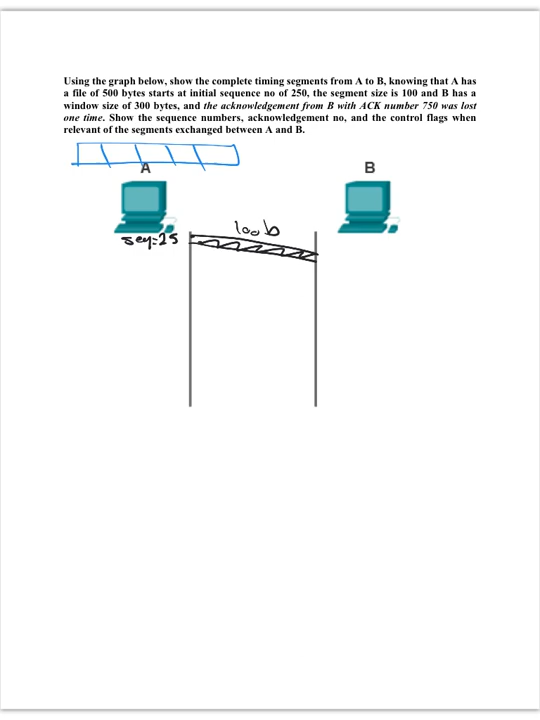 Using the graph below, show the complete timing segments from A to B, knowing that A has
a file of 500 bytes starts at initial sequence no of 250, the segment size is 100 and B has a
window size of 300 bytes, and the acknowledgement from B with ACK number 750 was lost
one time. Show the sequence numbers, acknowledgement no, and the control flags when
relevant of the segments exchanged between A and B.
A
B
seq=25
100 b